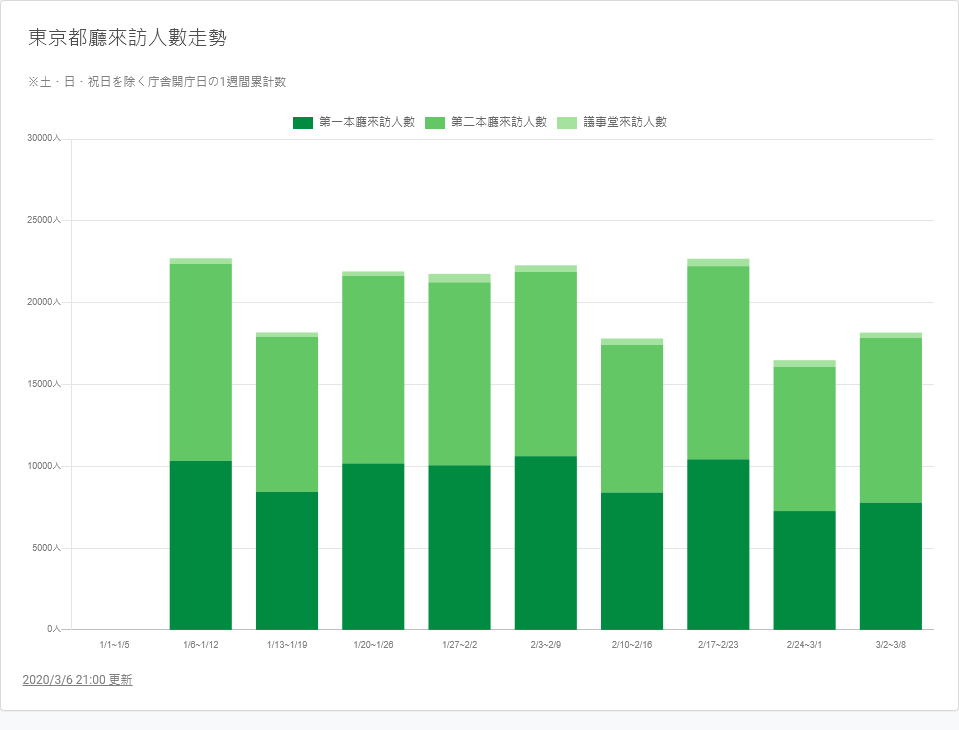 東京都廳來訪人數走勢
※土・日・祝日を除く庁舎開庁日の1週間累計数
第一本廳來訪人數 第二本廳來訪人數 議事堂來訪人數
30000人
25000人
20000人
15000人
10000人
5000人
0人
1/1~1/5 1/6~1/12 1/13~1/19 1/20~1/26 1/27~2/2 2/3~2/9 2/10~2/16 2/17~2/23 2/24~3/1 3/2~3/8
2020/3/6 21:00 更新